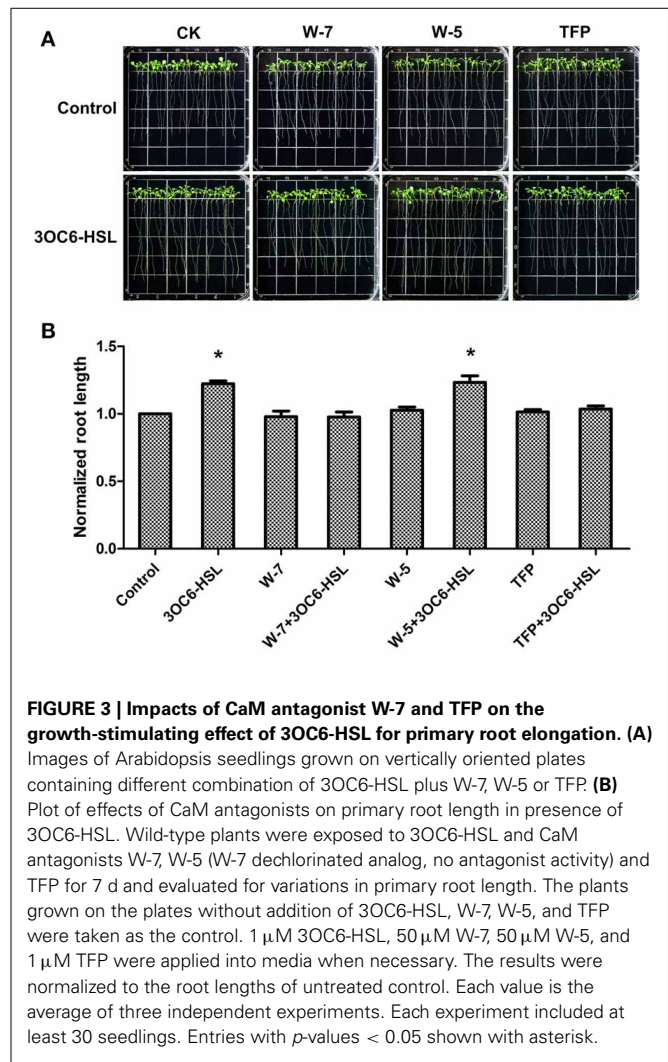 A
CK W-7 W-5 TFP
Control
3OC6-HSL
B
Normalized root length
1.5
1.0
0.5
0.0
* *
Control 3OC6-HSL W-7 W-7+3OC6-HSL W-5 W-5+3OC6-HSL TFP TFP+3OC6-HSL
FIGURE 3 | Impacts of CaM antagonist W-7 and TFP on the
growth-stimulating effect of 3OC6-HSL for primary root elongation. (A)
Images of Arabidopsis seedlings grown on vertically oriented plates
containing different combination of 3OC6-HSL plus W-7, W-5 or TFP. (B)
Plot of effects of CaM antagonists on primary root length in presence of
3OC6-HSL. Wild-type plants were exposed to 3OC6-HSL and CaM
antagonists W-7, W-5 (W-7 dechlorinated analog, no antagonist activity) and
TFP for 7 d and evaluated for variations in primary root length. The plants
grown on the plates without addition of 3OC6-HSL, W-7, W-5, and TFP
were taken as the control. 1 μM 3OC6-HSL, 50 μM W-7, 50 μM W-5, and
1 μM TFP were applied into media when necessary. The results were
normalized to the root lengths of untreated control. Each value is the
average of three independent experiments. Each experiment included at
least 30 seedlings. Entries with p-values < 0.05 shown with asterisk.